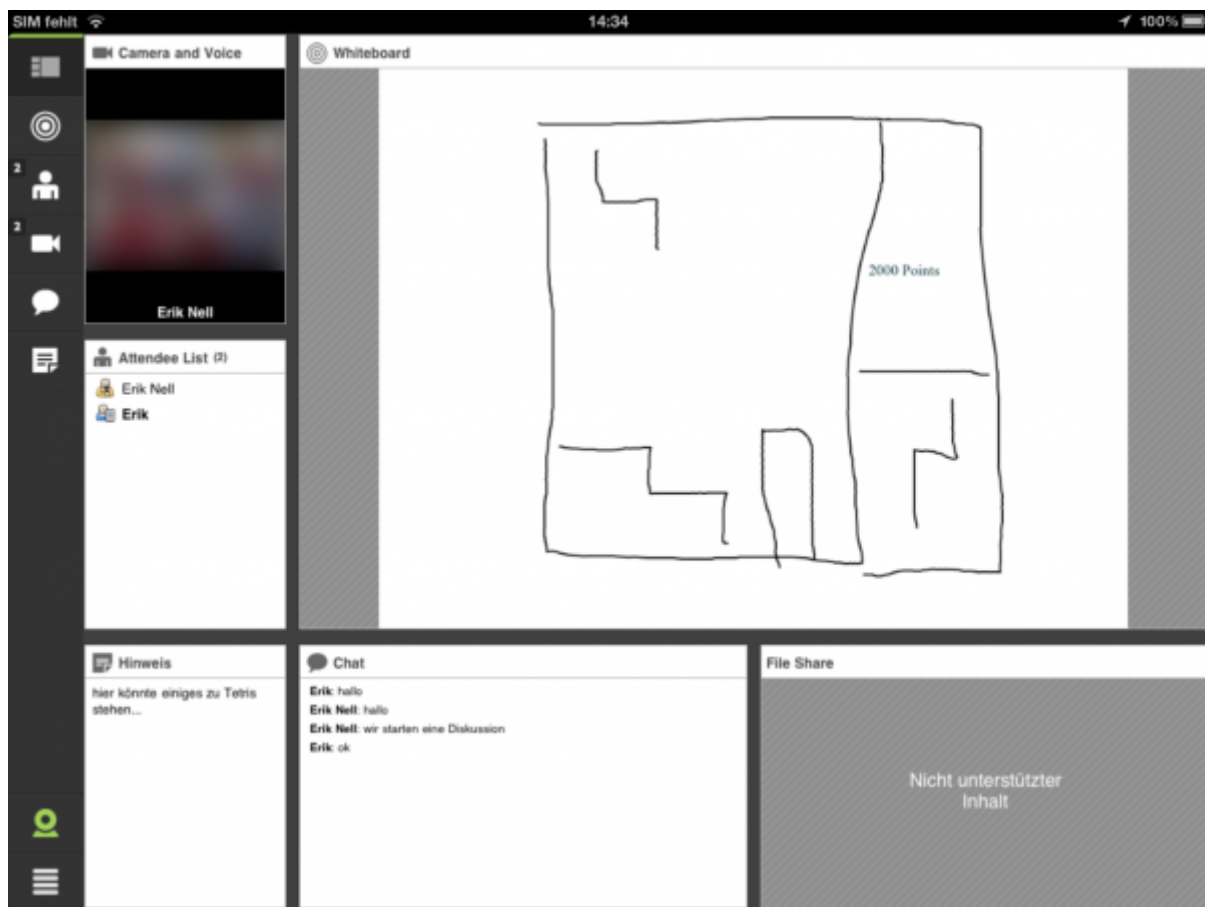 SIM fehlt
14:34
100%
Camera and Voice
Whiteboard
2
2
Erik Nell
2000 Points
Attendee List (2)
Erik Nell
Erik
Hinweis
hier könnte einiges zu Tetris
stehen...
Chat
Erik: hallo
Erik Nell: hallo
Erik Nell: wir starten eine Diskussion
Erik: ok
File Share
Nicht unterstützter
Inhalt